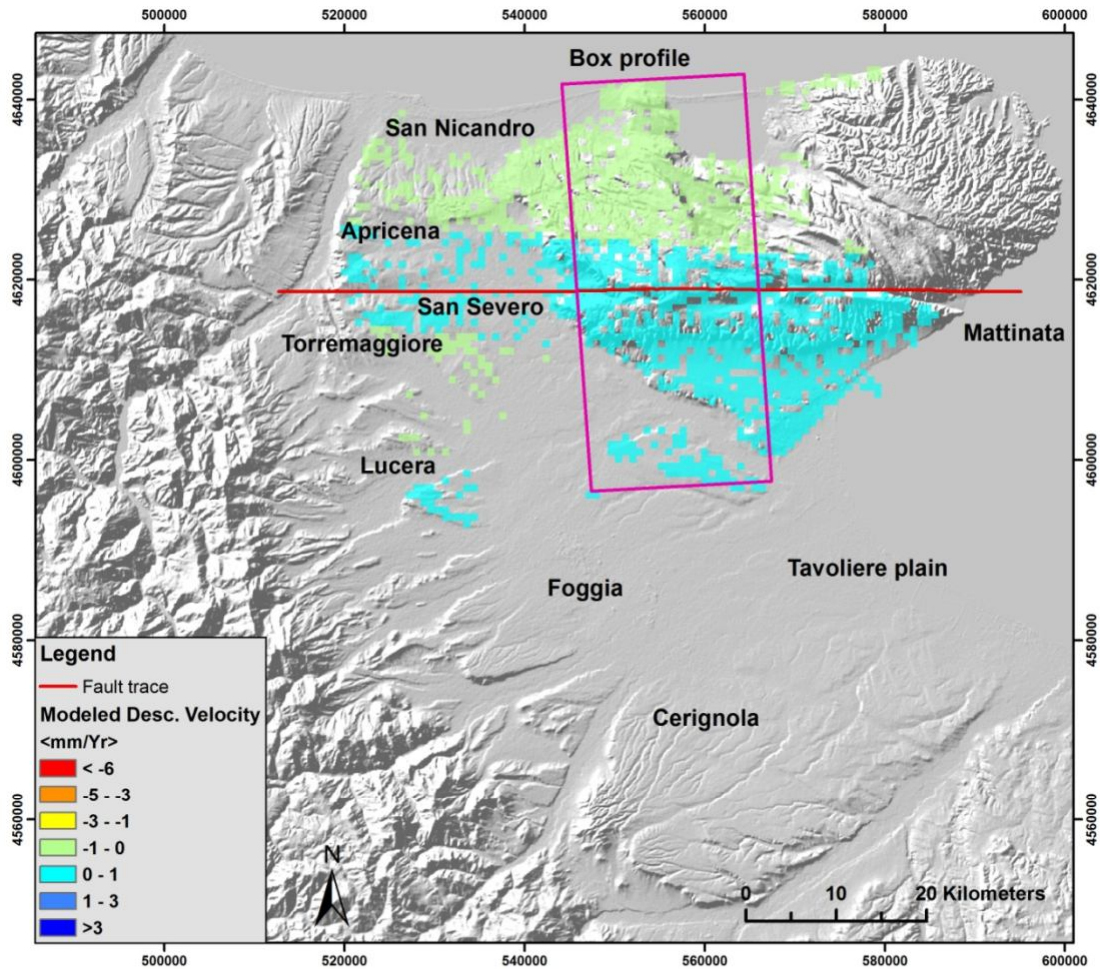 500000 520000 540000 560000 580000 600000
Box profile
4640000 4640000
San Nicandro
Apricena
4620000 4620000
San Severo
Mattinata
Torremaggiore
4600000 4600000
Lucera
Tavoliere plain
Foggia
4580000 4580000
Legend
Fault trace
Modeled Desc. Velocity
<mm/Yr>
< -6
-5 - -3
-3 - -1
-1 - 0
0 - 1
1 - 3
>3
Cerignola
4560000 4560000
N
0 10 20 Kilometers
500000 520000 540000 560000 580000 600000